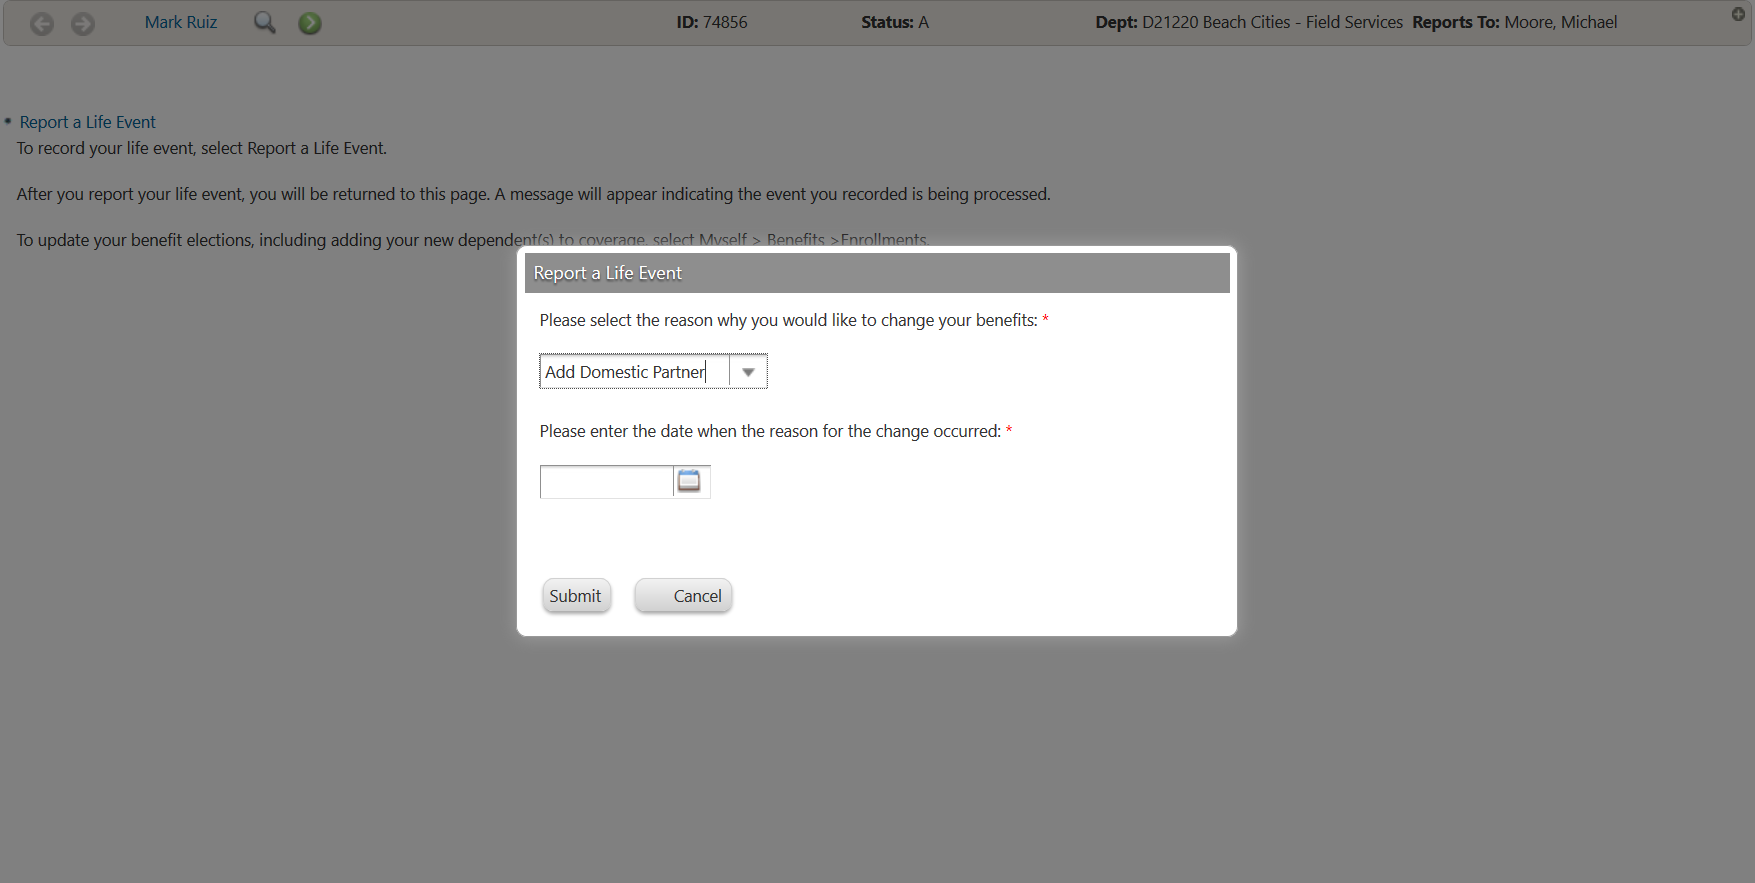 Mark Ruiz ID: 74856 Status: A Dept: D21220 Beach Cities - Field Services Reports To: Moore, Michael
Report a Life Event
To record your life event, select Report a Life Event.
After you report your life event, you will be returned to this page. A message will appear indicating the event you recorded is being processed.
To update your benefit elections, including adding your new dependent(s) to coverage, select Myself > Benefits >Enrollments.
Report a Life Event
Please select the reason why you would like to change your benefits: *
Add Domestic Partner
Please enter the date when the reason for the change occurred: *
Submit Cancel